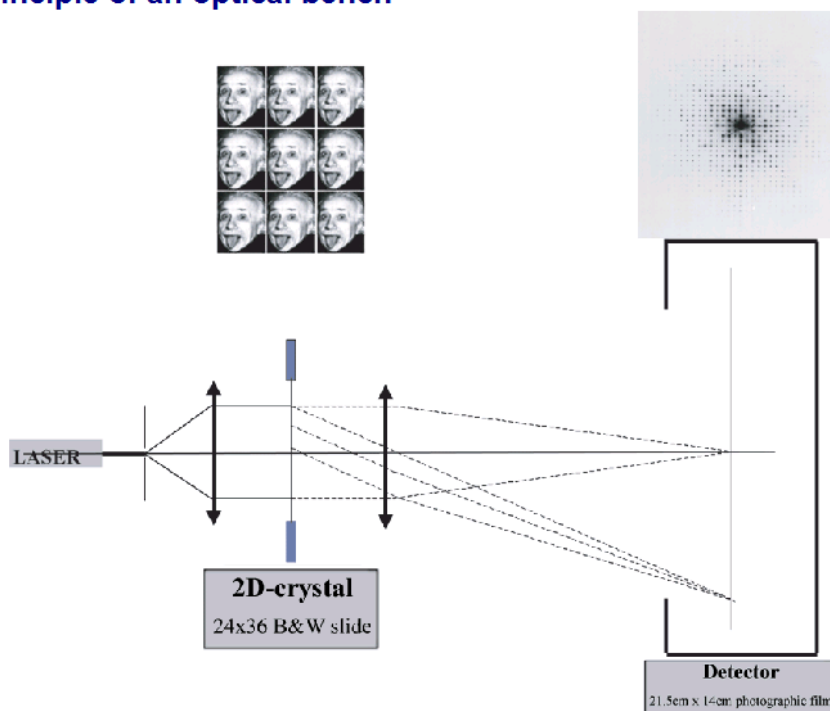 LASER
2D-crystal
24x36 B&W slide
Detector
21.5cm x 14cm photographic film